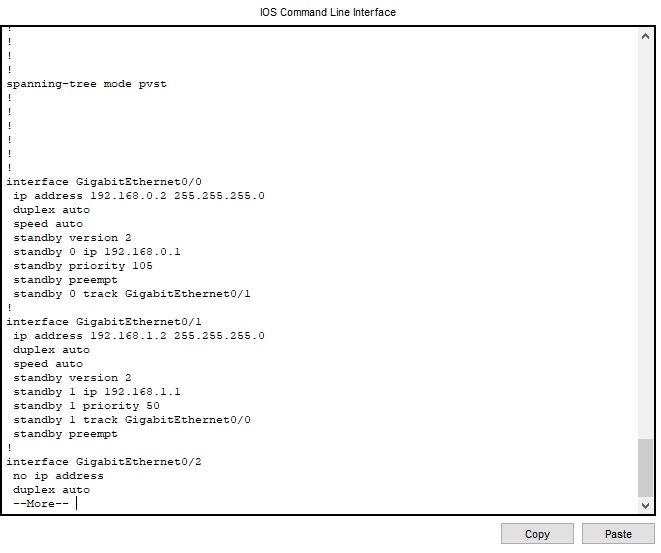 IOS Command Line Interface
!
!
!
!
spanning-tree mode pvst
!
!
!
!
!
!
interface GigabitEthernet0/0
 ip address 192.168.0.2 255.255.255.0
 duplex auto
 speed auto
 standby version 2
 standby 0 ip 192.168.0.1
 standby priority 105
 standby preempt
 standby 0 track GigabitEthernet0/1
!
interface GigabitEthernet0/1
 ip address 192.168.1.2 255.255.255.0
 duplex auto
 speed auto
 standby version 2
 standby 1 ip 192.168.1.1
 standby 1 priority 50
 standby 1 track GigabitEthernet0/0
 standby preempt
!
interface GigabitEthernet0/2
 no ip address
 duplex auto
 --More--
Copy
Paste